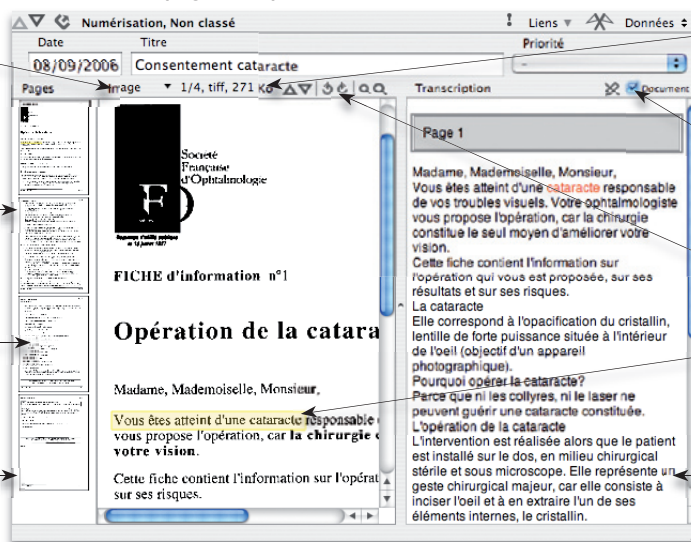 Numérisation, Non classé
Liens
Données
Date
Titre
Priorité
08/09/2006
Consentement cataracte
-
Pages
Image
1/4, tiff, 271 Ko
Transcription
Document
Société
Française
d'Ophtalmologie
FICHE d'information n°1
Opération de la catara
Madame, Mademoiselle, Monsieur,
Vous êtes atteint d'une cataracte responsable
vous propose l'opération, car la chirurgie
votre vision.
Cette fiche contient l'information sur l'opérat
sur ses risques.
Page 1
Madame, Mademoiselle, Monsieur,
Vous êtes atteint d'une cataracte responsable
de vos troubles visuels. Votre ophtalmologiste
vous propose l'opération, car la chirurgie
constitue le seul moyen d'améliorer votre
vision.
Cette fiche contient l'information sur
l'opération qui vous est proposée, sur ses
résultats et sur ses risques.
La cataracte
Elle correspond à l'opacification du cristallin,
lentille de forte puissance située à l'intérieur
de l'oeil (objectif d'un appareil
photographique).
Pourquoi opérer la cataracte?
Parce que ni les collyres, ni le laser ne
peuvent guérir une cataracte constituée.
L'opération de la cataracte
L'intervention est réalisée alors que le patient
est installé sur le dos, en milieu chirurgical
stérile et sous microscope. Elle représente un
geste chirurgical majeur, car elle consiste à
inciser l'oeil et à en extraire l'un de ses
éléments internes, le cristallin.